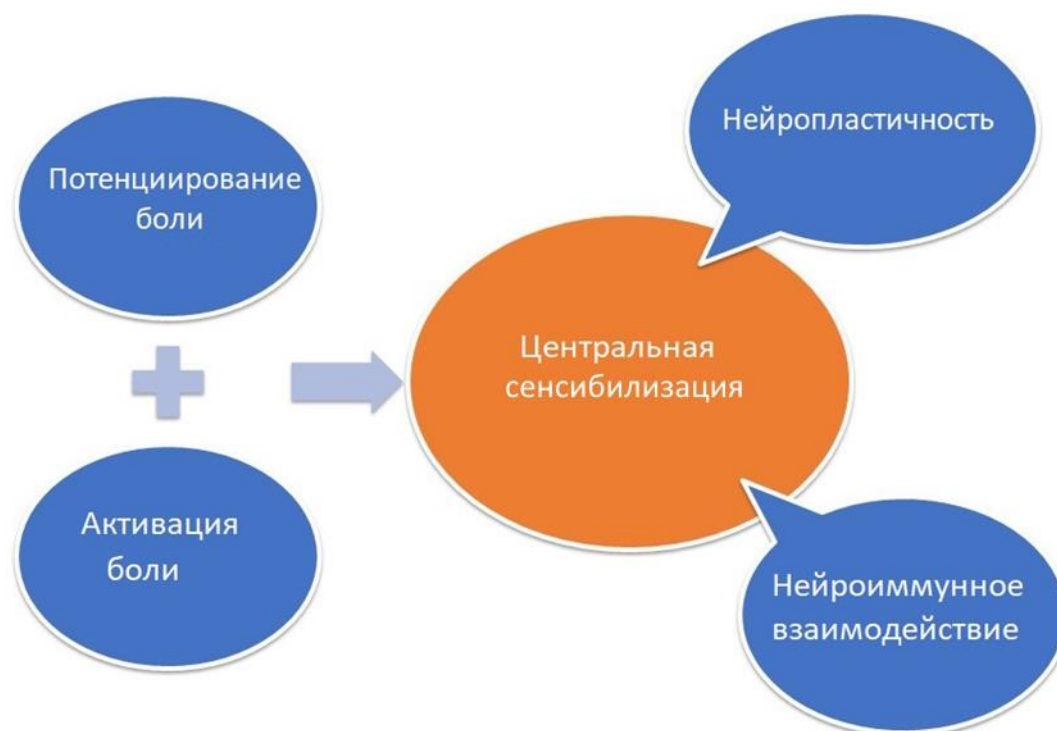 Потенциирование
боли
Активация
боли
Центральная
сенсибилизация
Нейропластичность
Нейроиммунное
взаимодействие